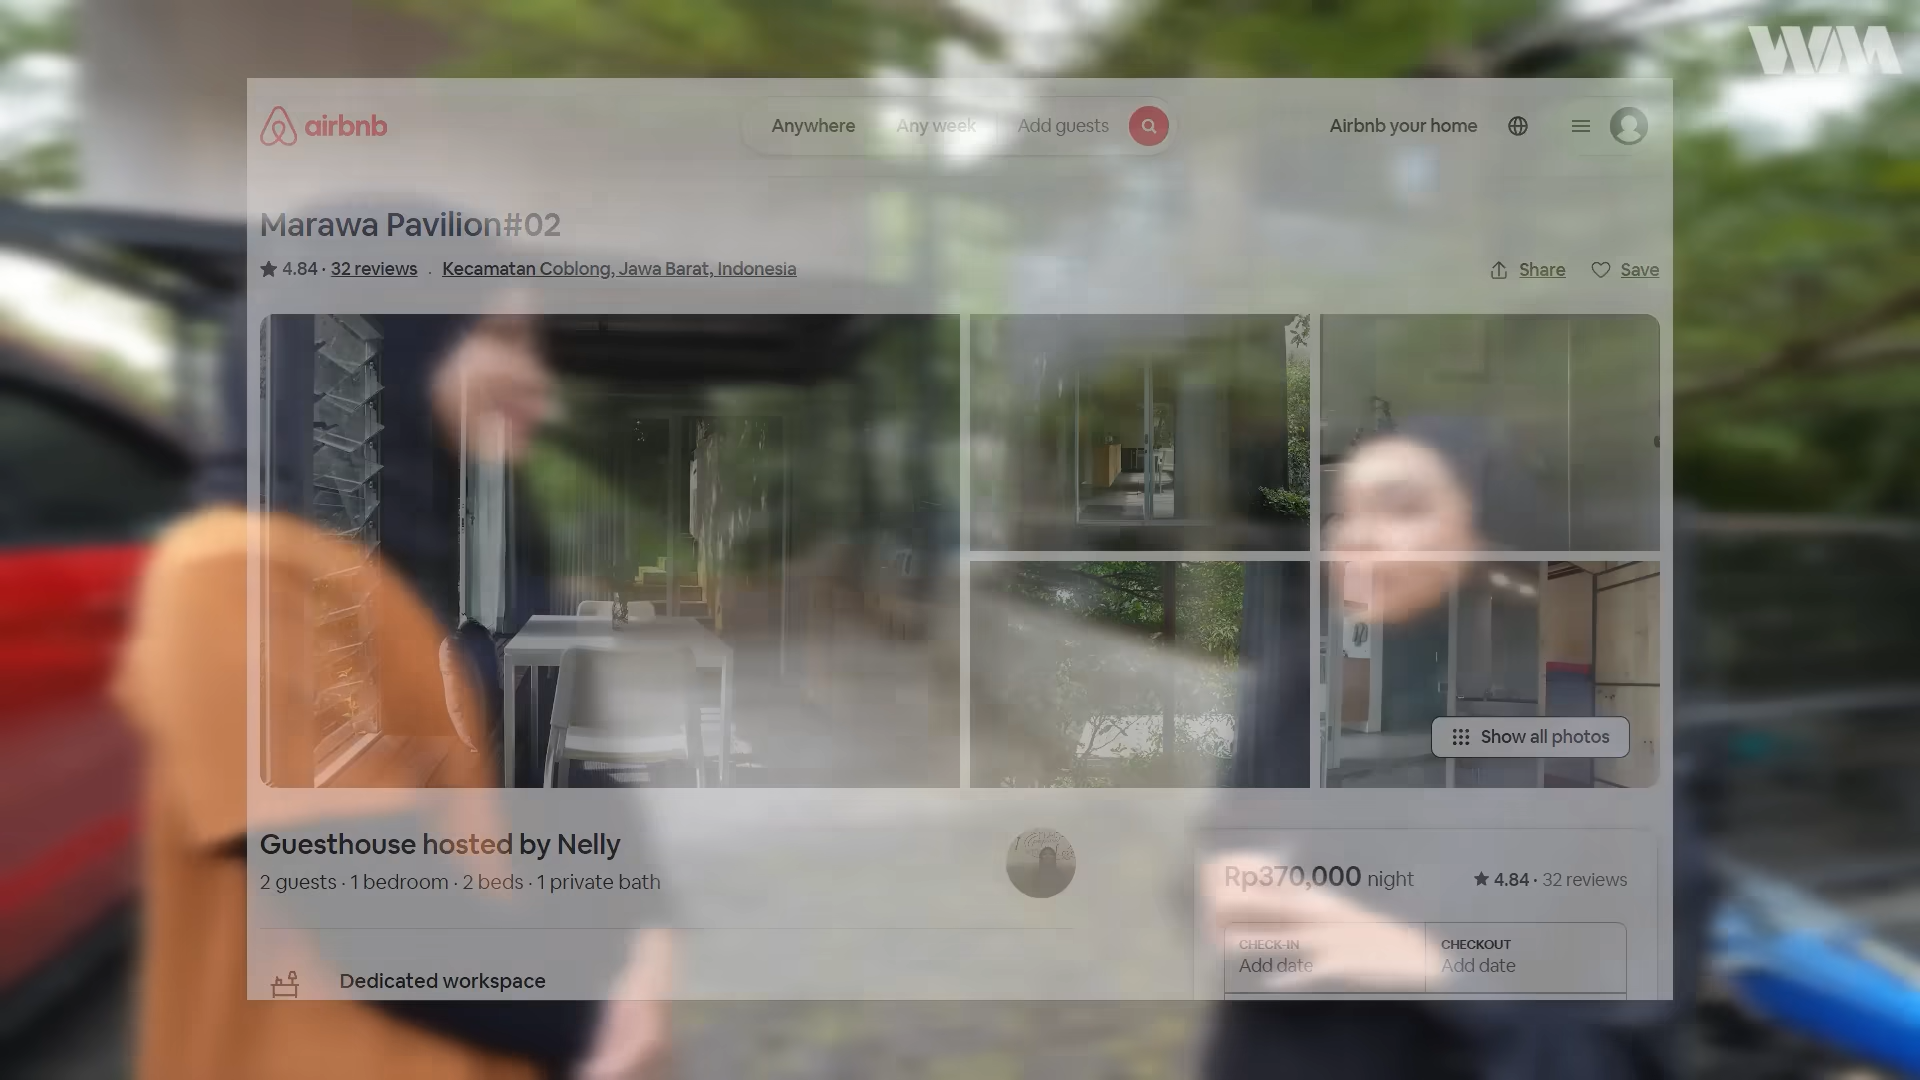 WM
airbnb
Anywhere Any week Add guests
Airbnb your home
Marawa Pavilion#02
4.84 · 32 reviews · Kecamatan Coblong, Jawa Barat, Indonesia
Share Save
Show all photos
Guesthouse hosted by Nelly
2 guests · 1 bedroom · 2 beds · 1 private bath
Rp370,000 night
4.84 · 32 reviews
CHECK-IN CHECKOUT
Add date Add date
Dedicated workspace